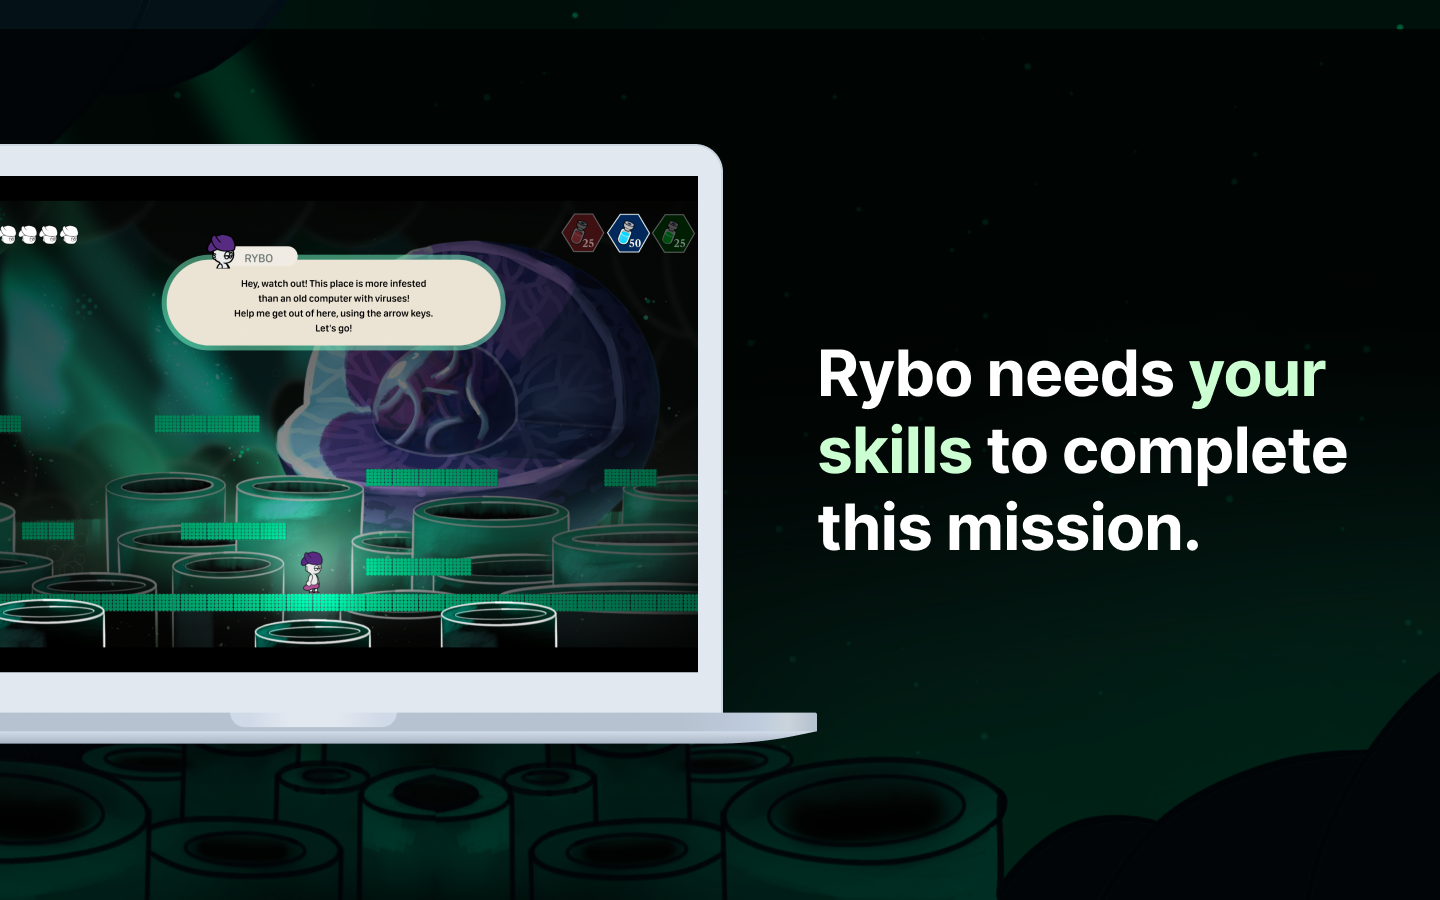 25
50
25
RYBO
Hey, watch out! This place is more infested
than an old computer with viruses!
Help me get out of here, using the arrow keys.
Let's go!
Rybo needs your
skills to complete
this mission.